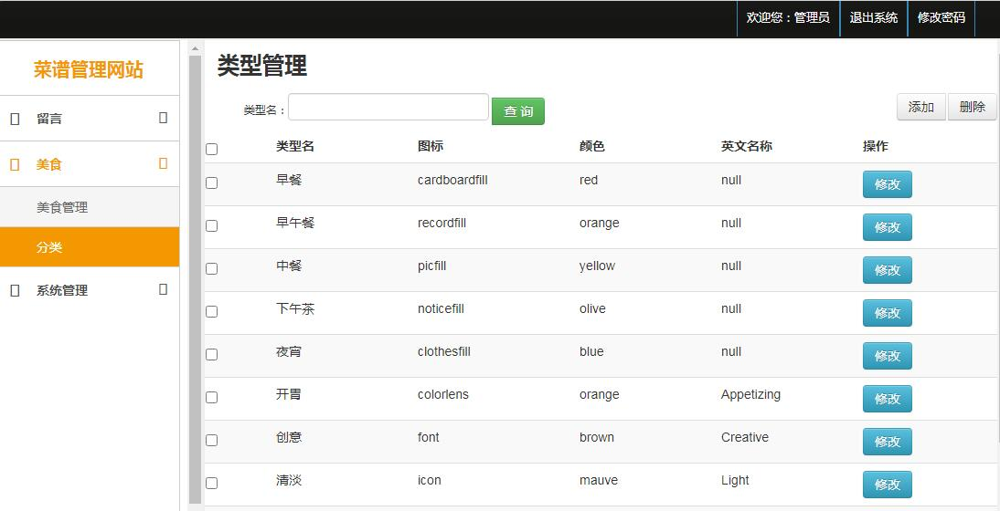 欢迎您：管理员 退出系统 修改密码
菜谱管理网站
留言
美食
美食管理
分类
系统管理
类型管理
类型名： 查 询 添加 删除
类型名 图标 颜色 英文名称 操作
早餐 cardboardfill red null 修改
早午餐 recordfill orange null 修改
中餐 picfill yellow null 修改
下午茶 noticefill olive null 修改
夜宵 clothesfill blue null 修改
开胃 colorlens orange Appetizing 修改
创意 font brown Creative 修改
清淡 icon mauve Light 修改